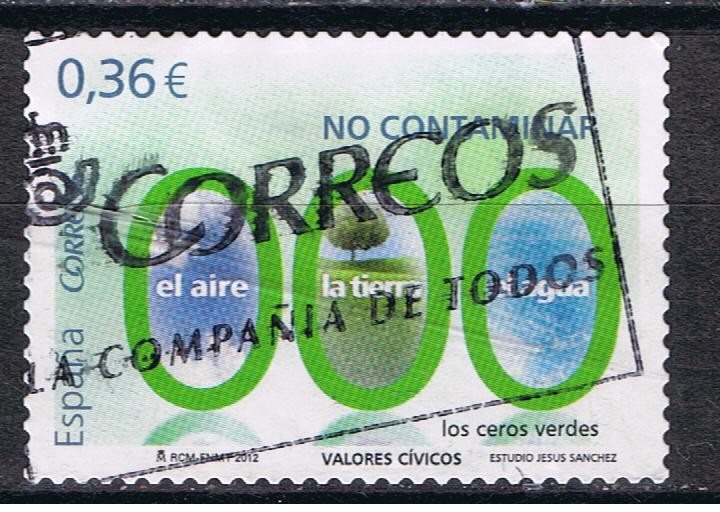 0,36 €
NO CONTAMINAR
CORREOS
LA COMPAÑIA DE TODOS
España CORREOS
el aire
la tierra
el agua
los ceros verdes
RCM-FNMT 2012
VALORES CÍVICOS
ESTUDIO JESUS SANCHEZ